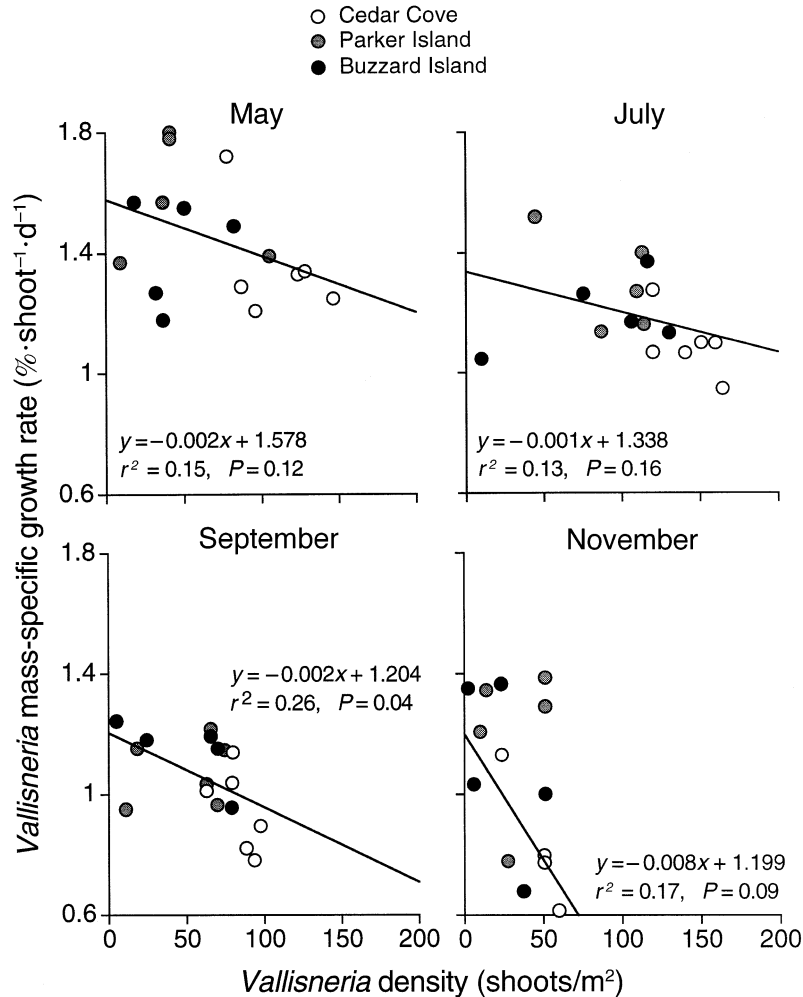 Cedar Cove
Parker Island
Buzzard Island
May
July
1.8
1.4
1
0.6
y=−0.002x + 1.578
r² = 0.15, P = 0.12
y=−0.001x + 1.338
r² = 0.13, P = 0.16
Vallisneria mass-specific growth rate (%·shoot⁻¹·d⁻¹)
September
November
1.8
1.4
1
0.6
y=−0.002x + 1.204
r² = 0.26, P = 0.04
y=−0.008x + 1.199
r² = 0.17, P = 0.09
0 50 100 150 200
0 50 100 150 200
Vallisneria density (shoots/m²)